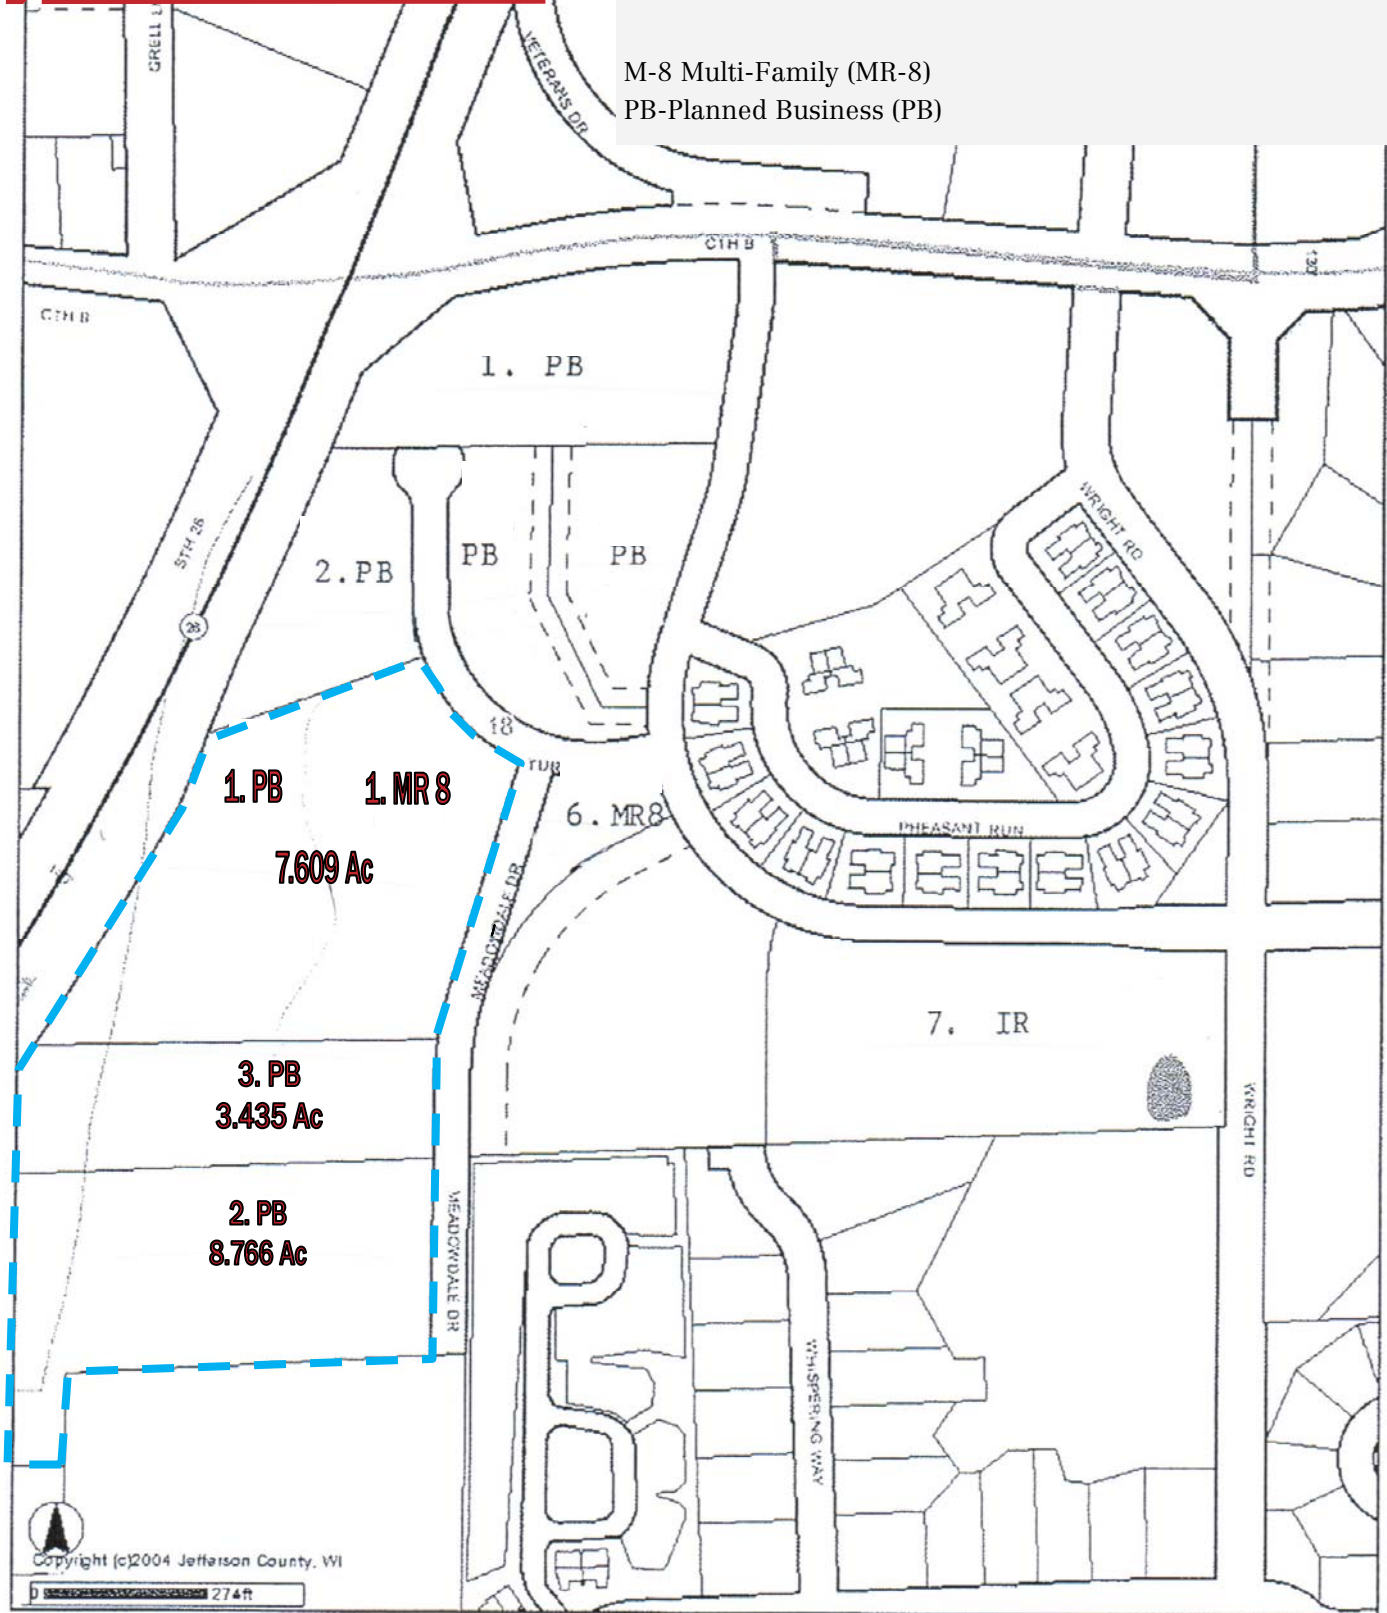 M-8 Multi-Family (MR-8)
PB-Planned Business (PB)
GRELL
VETERANS DR
CTH B
130
CTH B
1. PB
STH 26
26
2.PB
PB
PB
WRIGHT RD
18
1. PB
1. MR 8
7.609 Ac
6.MR8
PHEASANT RUN
MEADOWDALE DR
7. IR
3. PB
3.435 Ac
WRIGHT RD
2. PB
8.766 Ac
MEADOWDALE DR
WHISPERING WAY
Copyright (c)2004 Jefferson County, WI
0 274ft